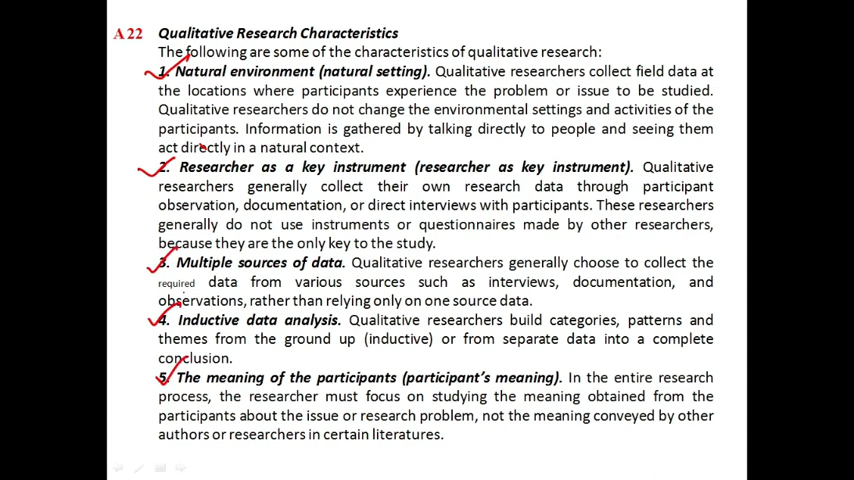 A 22 Qualitative Research Characteristics
The following are some of the characteristics of qualitative research:
1. Natural environment (natural setting). Qualitative researchers collect field data at
the locations where participants experience the problem or issue to be studied.
Qualitative researchers do not change the environmental settings and activities of the
participants. Information is gathered by talking directly to people and seeing them
act directly in a natural context.
2. Researcher as a key instrument (researcher as key instrument). Qualitative
researchers generally collect their own research data through participant
observation, documentation, or direct interviews with participants. These researchers
generally do not use instruments or questionnaires made by other researchers,
because they are the only key to the study.
3. Multiple sources of data. Qualitative researchers generally choose to collect the
required data from various sources such as interviews, documentation, and
observations, rather than relying only on one source data.
4. Inductive data analysis. Qualitative researchers build categories, patterns and
themes from the ground up (inductive) or from separate data into a complete
conclusion.
5. The meaning of the participants (participant's meaning). In the entire research
process, the researcher must focus on studying the meaning obtained from the
participants about the issue or research problem, not the meaning conveyed by other
authors or researchers in certain literatures.